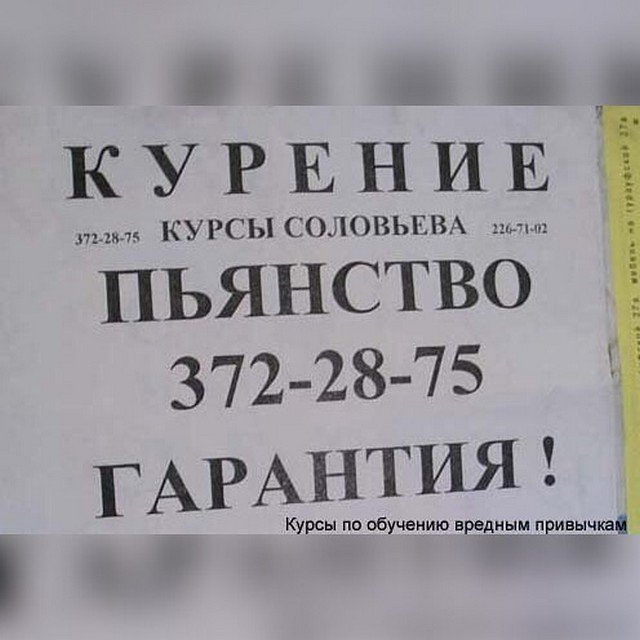 КУРЕНИЕ
372-28-75 КУРСЫ СОЛОВЬЕВА 226-71-02
ПЬЯНСТВО
372-28-75
ГАРАНТИЯ !
Курсы по обучению вредным привычкам